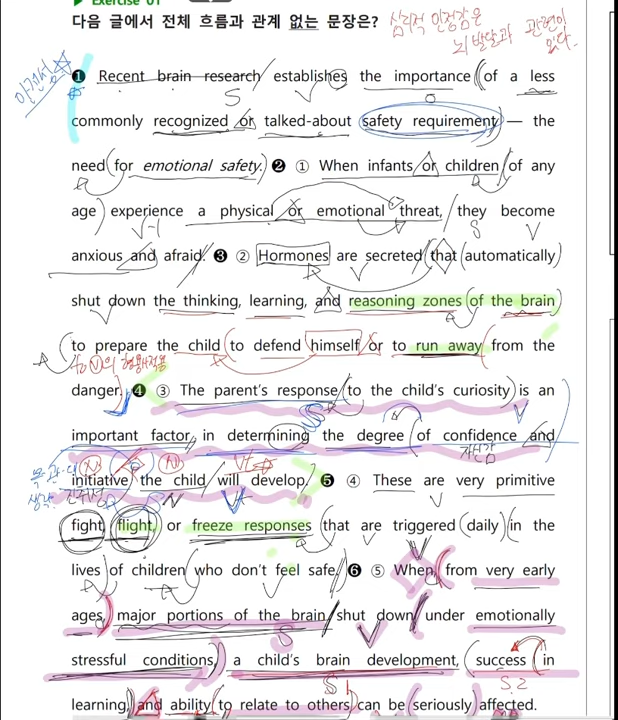 Exercise 01
다음 글에서 전체 흐름과 관계 없는 문장은?
심리적 안정감은
뇌 발달과 관련이
있다.
안전성
❶ Recent brain research establishes the importance of a less
S O
commonly recognized or talked-about safety requirement — the
need for emotional safety. ❷ ① When infants or children of any
age experience a physical or emotional threat, they become
S V
anxious and afraid. ❸ ② Hormones are secreted that automatically
shut down the thinking, learning, and reasoning zones of the brain
to prepare the child to defend himself or to run away from the
danger. ❹ ③ The parent's response to the child's curiosity is an
S V
important factor in determining the degree of confidence and
자신감
initiative the child will develop. ❺ ④ These are very primitive
fight, flight, or freeze responses that are triggered daily in the
lives of children who don't feel safe. ❻ ⑤ When, from very early
ages, major portions of the brain shut down under emotionally
S
stressful conditions, a child's brain development, success in
S1 S2
learning, and ability to relate to others can be seriously affected.